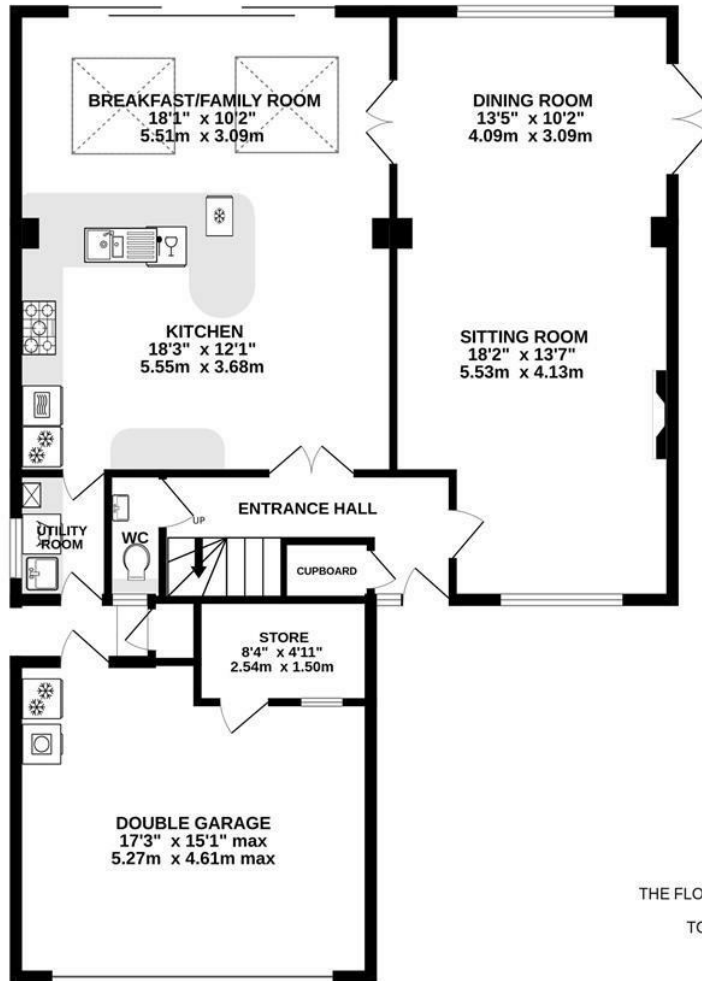 BREAKFAST/FAMILY ROOM
18'1" x 10'2"
5.51m x 3.09m
DINING ROOM
13'5" x 10'2"
4.09m x 3.09m
KITCHEN
18'3" x 12'1"
5.55m x 3.68m
SITTING ROOM
18'2" x 13'7"
5.53m x 4.13m
ENTRANCE HALL
UP
WC
UTILITY
ROOM
CUPBOARD
STORE
8'4" x 4'11"
2.54m x 1.50m
DOUBLE GARAGE
17'3" x 15'1" max
5.27m x 4.61m max
THE FLO
TO